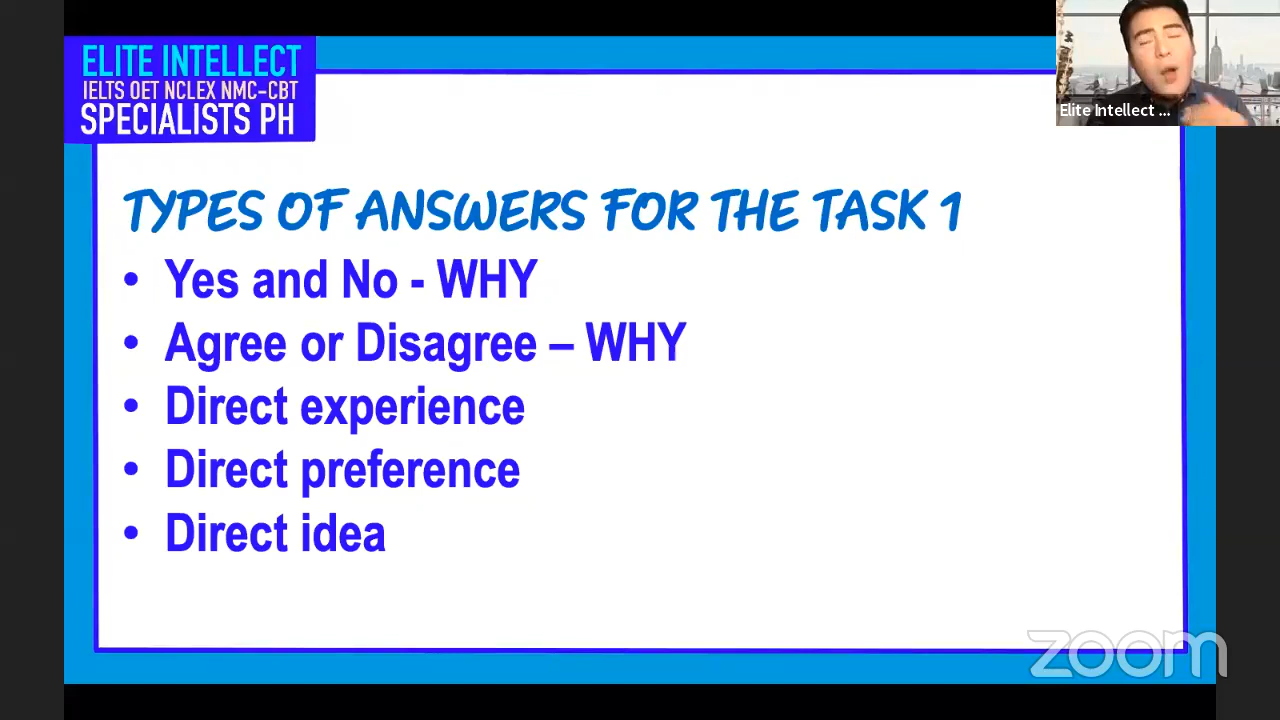 ELITE INTELLECT
IELTS OET NCLEX NMC-CBT
SPECIALISTS PH
Elite Intellect ...
TYPES OF ANSWERS FOR THE TASK 1
• Yes and No - WHY
• Agree or Disagree – WHY
• Direct experience
• Direct preference
• Direct idea
zoom